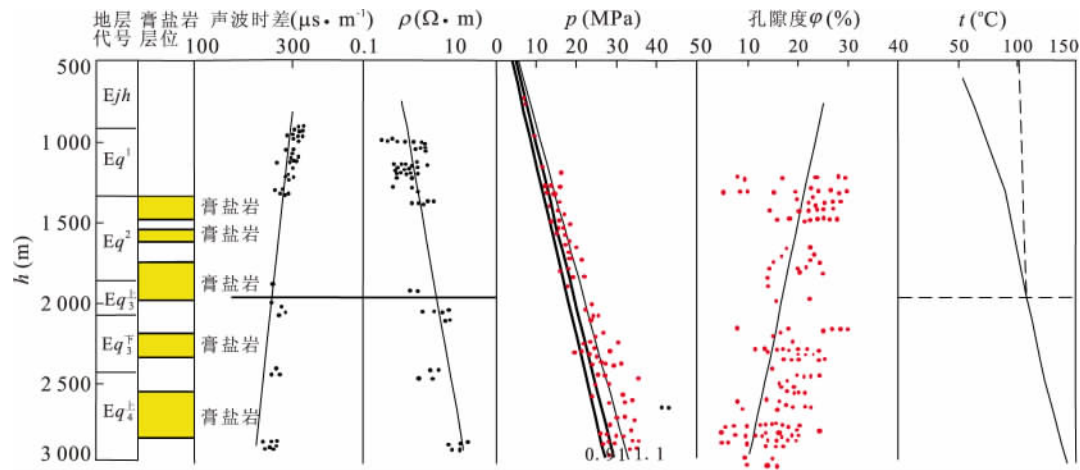 地层 膏盐岩 声波时差(μs·m⁻¹) ρ(Ω·m) p (MPa) 孔隙度φ(%) t (℃)
代号 层位 100 300 0.1 10 0 10 20 30 40 10 20 30 50 100 150
500
Ejh
1 000
Eq¹
膏盐岩
1 500
膏盐岩
Eq²
h (m)
膏盐岩
2 000
Eq₃上
膏盐岩
Eq₃下
2 500
Eq₄上
膏盐岩
3 000 0.91 1.1